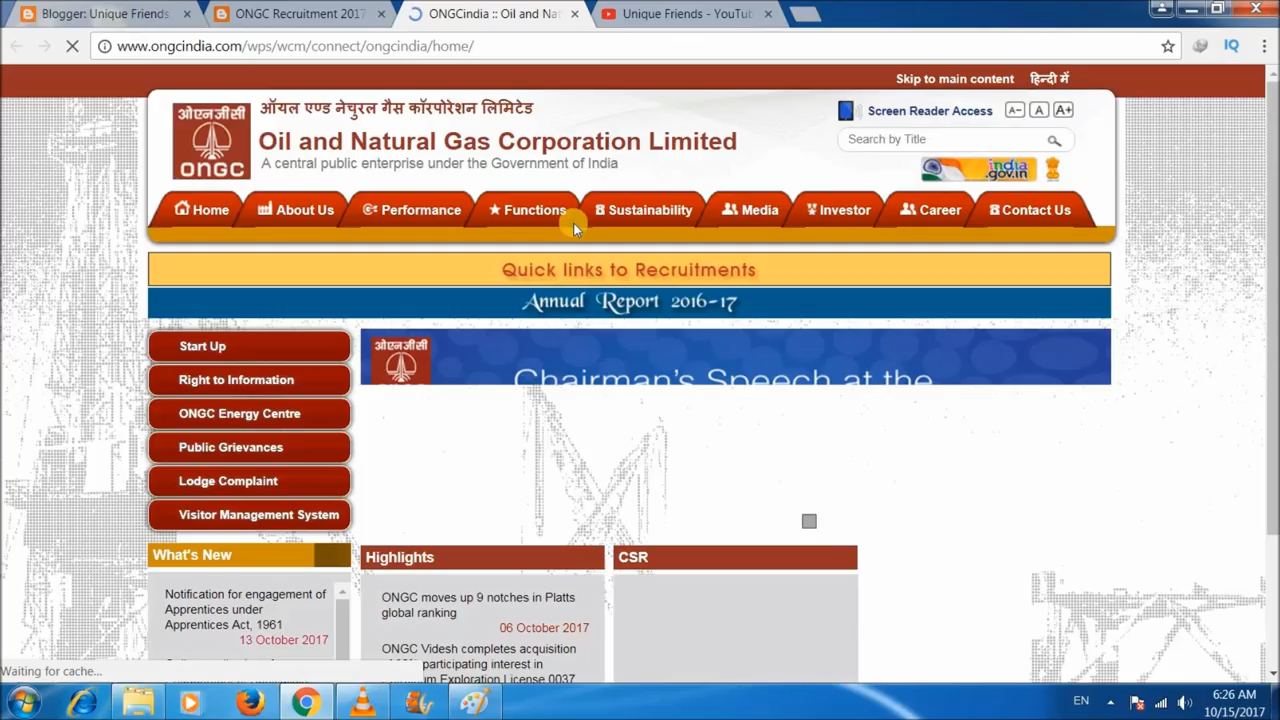 Blogger: Unique Friends
ONGC Recruitment 2017
ONGCindia :: Oil and Nat
Unique Friends - YouTub
www.ongcindia.com/wps/wcm/connect/ongcindia/home/
IQ
Skip to main content
हिन्दी में
ओएनजीसी
ONGC
ऑयल एण्ड नेचुरल गैस कॉरपोरेशन लिमिटेड
Oil and Natural Gas Corporation Limited
A central public enterprise under the Government of India
Screen Reader Access
A- A A+
Search by Title
india
gov.in
Home
About Us
Performance
Functions
Sustainability
Media
Investor
Career
Contact Us
Quick links to Recruitments
Annual Report 2016-17
Start Up
Right to Information
ONGC Energy Centre
Public Grievances
Lodge Complaint
Visitor Management System
ओएनजीसी
Chairman's Speech at the
What's New
Notification for engagement of
Apprentices under
Apprentices Act, 1961
13 October 2017
Highlights
ONGC moves up 9 notches in Platts
global ranking
06 October 2017
ONGC Videsh completes acquisition
participating interest in
um Exploration License 0037
CSR
Waiting for cache...
EN
6:26 AM
10/15/2017